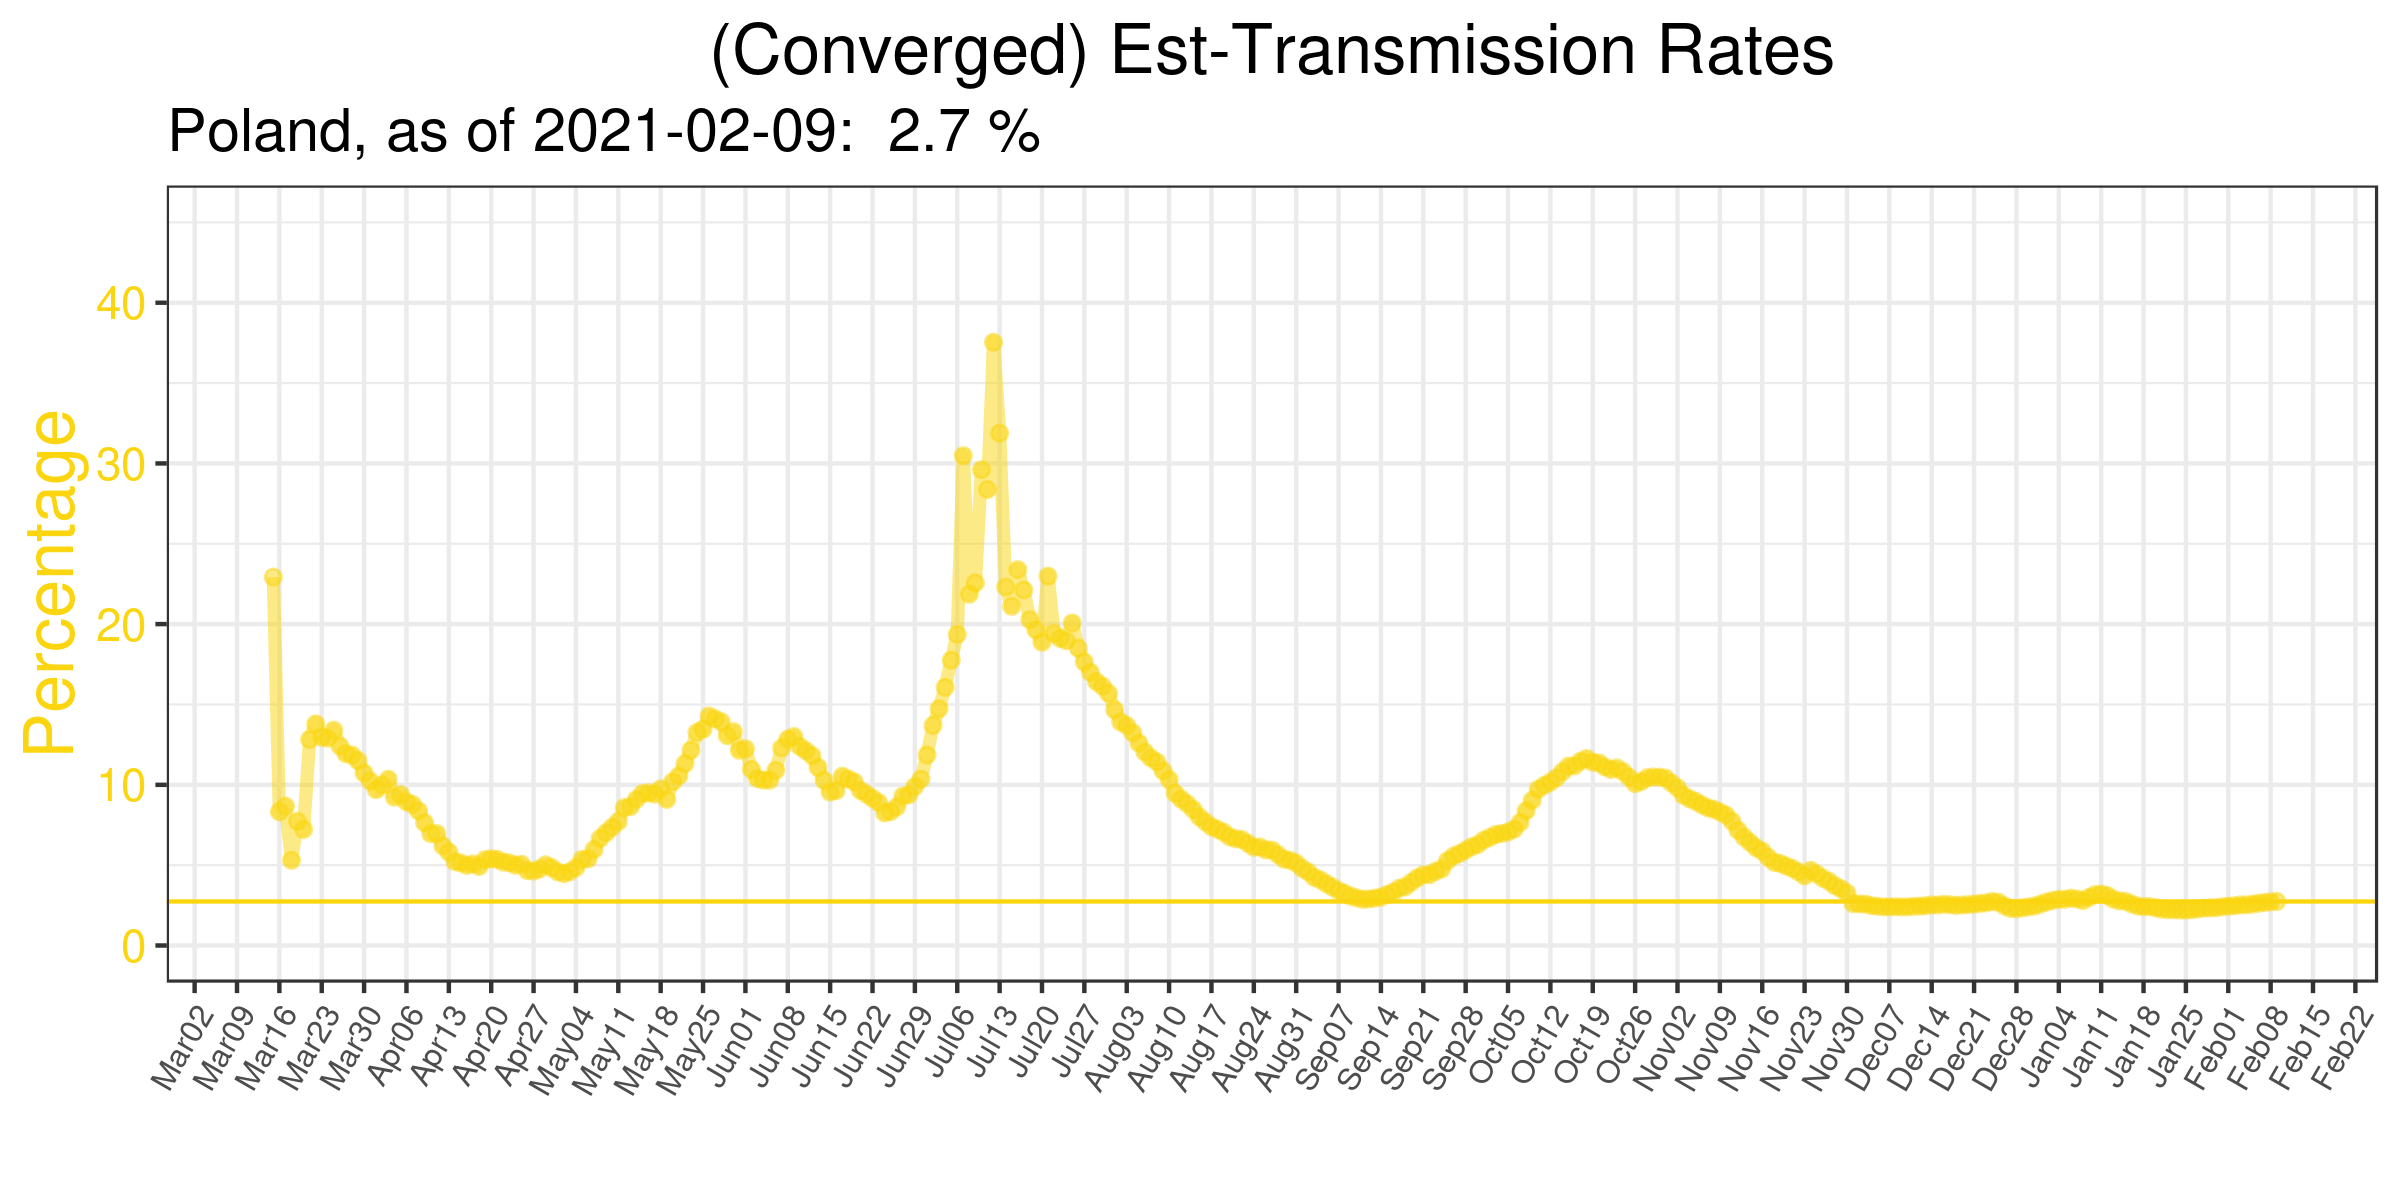 (Converged) Est-Transmission Rates
Poland, as of 2021-02-09:  2.7 %
Percentage
40
30
20
10
0
Mar02
Mar09
Mar16
Mar23
Mar30
Apr06
Apr13
Apr20
Apr27
May04
May11
May18
May25
Jun01
Jun08
Jun15
Jun22
Jun29
Jul06
Jul13
Jul20
Jul27
Aug03
Aug10
Aug17
Aug24
Aug31
Sep07
Sep14
Sep21
Sep28
Oct05
Oct12
Oct19
Oct26
Nov02
Nov09
Nov16
Nov23
Nov30
Dec07
Dec14
Dec21
Dec28
Jan04
Jan11
Jan18
Jan25
Feb01
Feb08
Feb15
Feb22